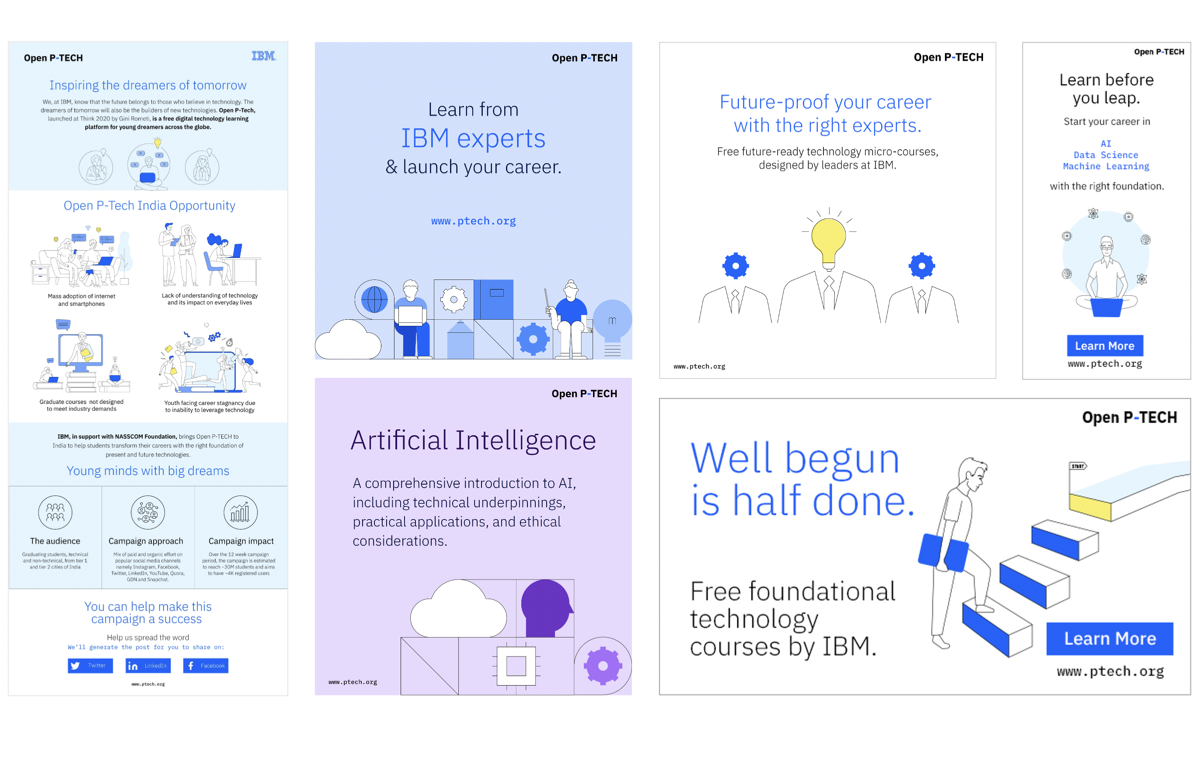 Open P-TECH
IBM
Inspiring the dreamers of tomorrow
We, at IBM, know that the future belongs to those who believe in technology. The
dreamers of tomorrow will also be the builders of new technologies. Open P-Tech,
launched at Think 2020 by Gini Rometi, is a free digital technology learning
platform for young dreamers across the globe.
Open P-Tech India Opportunity
Mass adoption of internet
and smartphones
Lack of understanding of technology
and its impact on everyday lives
Graduate courses not designed
to meet industry demands
Youth facing career stagnancy due
to inability to leverage technology
IBM, in support with NASSCOM Foundation, brings Open P-TECH to
India to help students transform their careers with the right foundation of
present and future technologies.
Young minds with big dreams
The audience
Graduating students, technical
and non-technical, from tier 1
and tier 2 cities of India
Campaign approach
Mix of paid and organic effort on
popular social media channels
namely Instagram, Facebook,
Twitter, LinkedIn, YouTube, Quora,
GDN and Snapchat.
Campaign impact
Over the 12 week campaign
period, the campaign is estimated
to reach ~30M students and aims
to have ~4K registered users
You can help make this
campaign a success
Help us spread the word
We'll generate the post for you to share on:
Twitter
LinkedIn
Facebook
www.ptech.org
Open P-TECH
Learn from
IBM experts
& launch your career.
www.ptech.org
m
Open P-TECH
Artificial Intelligence
A comprehensive introduction to AI,
including technical underpinnings,
practical applications, and ethical
considerations.
www.ptech.org
Open P-TECH
Future-proof your career
with the right experts.
Free future-ready technology micro-courses,
designed by leaders at IBM.
www.ptech.org
Open P-TECH
Learn before
you leap.
Start your career in
AI
Data Science
Machine Learning
with the right foundation.
Learn More
www.ptech.org
Open P-TECH
Well begun
is half done.
START
Free foundational
technology
courses by IBM.
Learn More
www.ptech.org